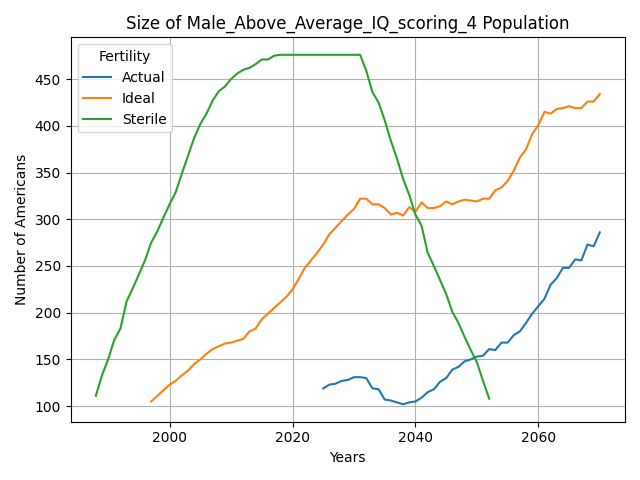 Size of Male_Above_Average_IQ_scoring_4 Population
Fertility
Actual
Ideal
Sterile
450
400
350
300
250
200
150
100
Number of Americans
2000
2020
2040
2060
Years